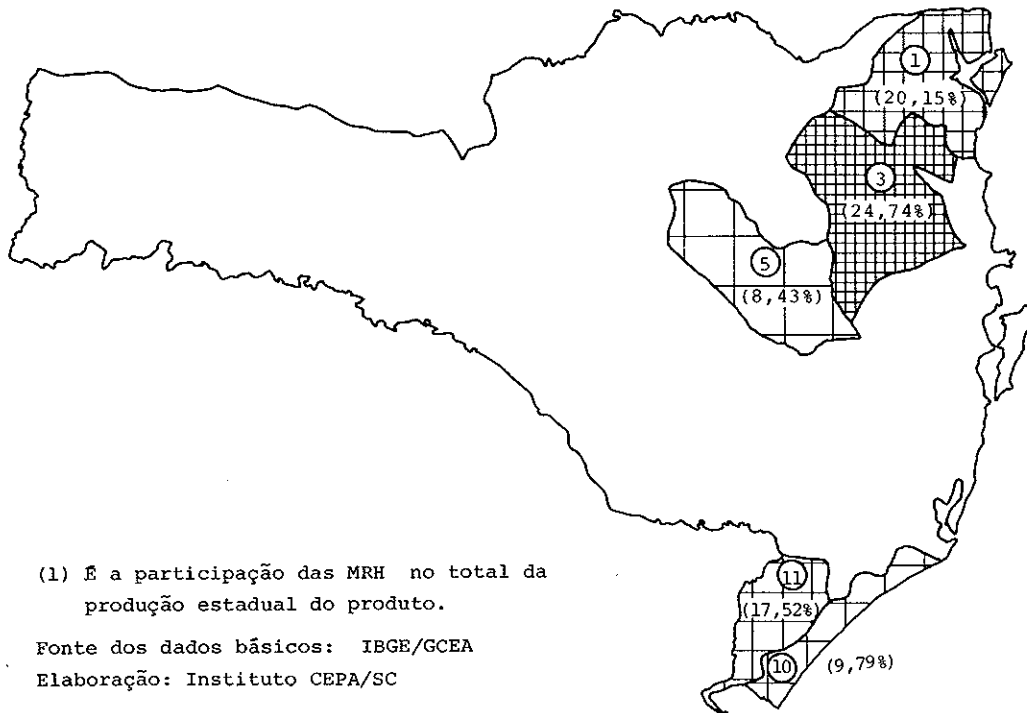 1
(20,15%)
3
(24,74%)
5
(8,43%)
(1) É a participação das MRH no total da
produção estadual do produto.
Fonte dos dados básicos: IBGE/GCEA
Elaboração: Instituto CEPA/SC
11
(17,52%)
10
(9,79%)